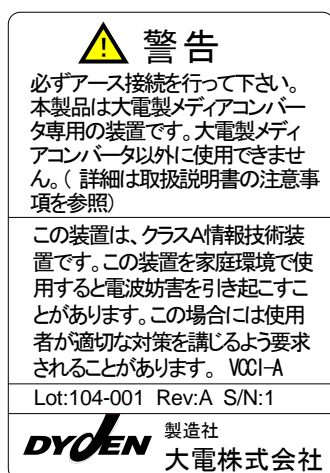 警告
必ずアース接続を行って下さい。
本製品は大電製メディアコンバー
タ専用の装置です。大電製メディ
アコンバータ以外に使用できませ
ん。( 詳細は取扱説明書の注意事
項を参照)
この装置は、クラスA情報技術装
置です。この装置を家庭環境で使
用すると電波妨害を引き起こすこ
とがあります。この場合には使用
者が適切な対策を講じるよう要求
されることがあります。 VCCI-A
Lot:104-001 Rev:A S/N:1
DYDEN
製造社
大電株式会社